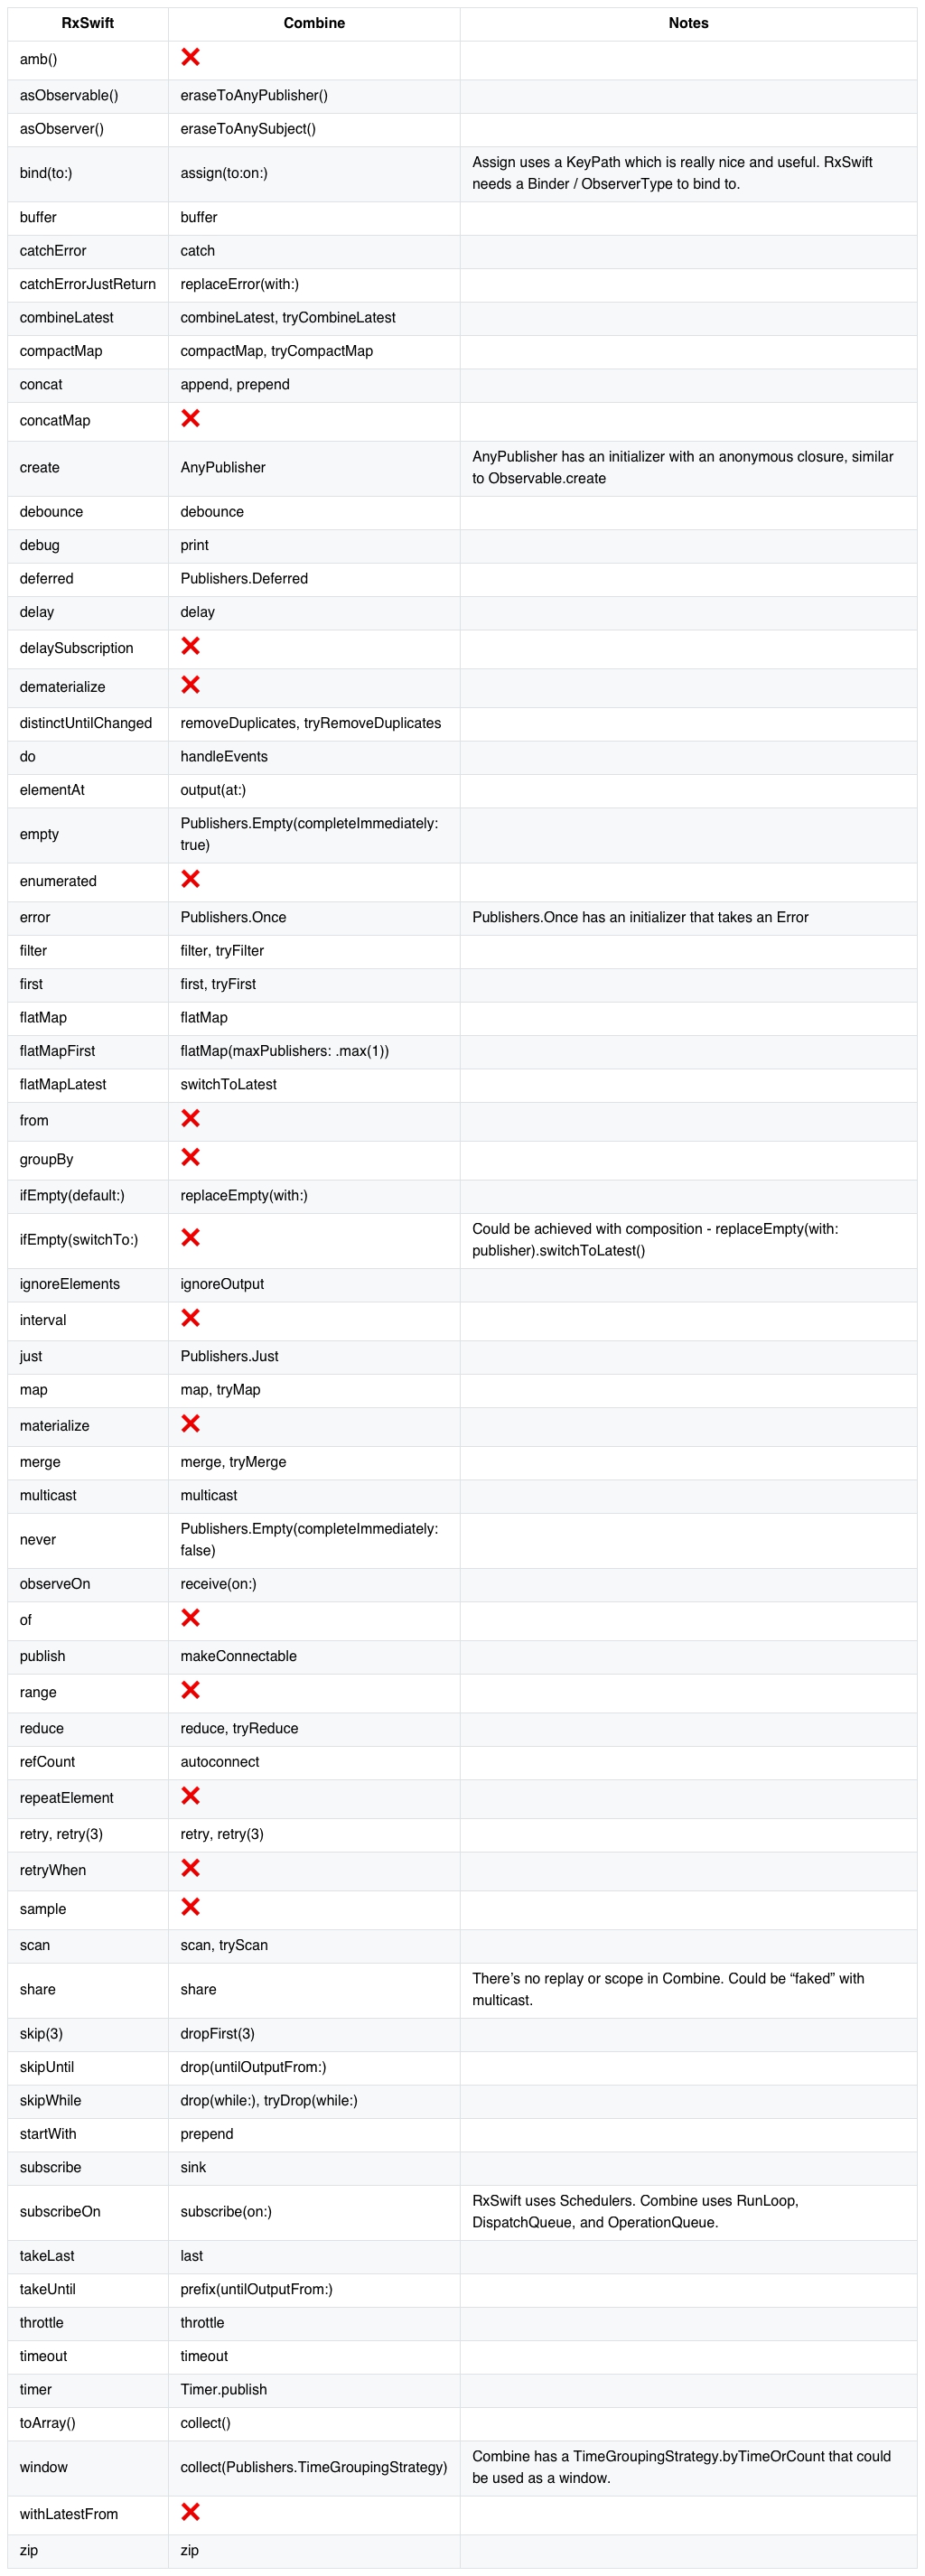 RxSwift Combine Notes
amb() ❌
asObservable() eraseToAnyPublisher()
asObserver() eraseToAnySubject()
bind(to:) assign(to:on:) Assign uses a KeyPath which is really nice and useful. RxSwift
needs a Binder / ObserverType to bind to.
buffer buffer
catchError catch
catchErrorJustReturn replaceError(with:)
combineLatest combineLatest, tryCombineLatest
compactMap compactMap, tryCompactMap
concat append, prepend
concatMap ❌
create AnyPublisher AnyPublisher has an initializer with an anonymous closure, similar
to Observable.create
debounce debounce
debug print
deferred Publishers.Deferred
delay delay
delaySubscription ❌
dematerialize ❌
distinctUntilChanged removeDuplicates, tryRemoveDuplicates
do handleEvents
elementAt output(at:)
empty Publishers.Empty(completeImmediately:
true)
enumerated ❌
error Publishers.Once Publishers.Once has an initializer that takes an Error
filter filter, tryFilter
first first, tryFirst
flatMap flatMap
flatMapFirst flatMap(maxPublishers: .max(1))
flatMapLatest switchToLatest
from ❌
groupBy ❌
ifEmpty(default:) replaceEmpty(with:)
ifEmpty(switchTo:) ❌ Could be achieved with composition - replaceEmpty(with:
publisher).switchToLatest()
ignoreElements ignoreOutput
interval ❌
just Publishers.Just
map map, tryMap
materialize ❌
merge merge, tryMerge
multicast multicast
never Publishers.Empty(completeImmediately:
false)
observeOn receive(on:)
of ❌
publish makeConnectable
range ❌
reduce reduce, tryReduce
refCount autoconnect
repeatElement ❌
retry, retry(3) retry, retry(3)
retryWhen ❌
sample ❌
scan scan, tryScan
share share There’s no replay or scope in Combine. Could be “faked” with
multicast.
skip(3) dropFirst(3)
skipUntil drop(untilOutputFrom:)
skipWhile drop(while:), tryDrop(while:)
startWith prepend
subscribe sink
subscribeOn subscribe(on:) RxSwift uses Schedulers. Combine uses RunLoop,
DispatchQueue, and OperationQueue.
takeLast last
takeUntil prefix(untilOutputFrom:)
throttle throttle
timeout timeout
timer Timer.publish
toArray() collect()
window collect(Publishers.TimeGroupingStrategy) Combine has a TimeGroupingStrategy.byTimeOrCount that could
be used as a window.
withLatestFrom ❌
zip zip